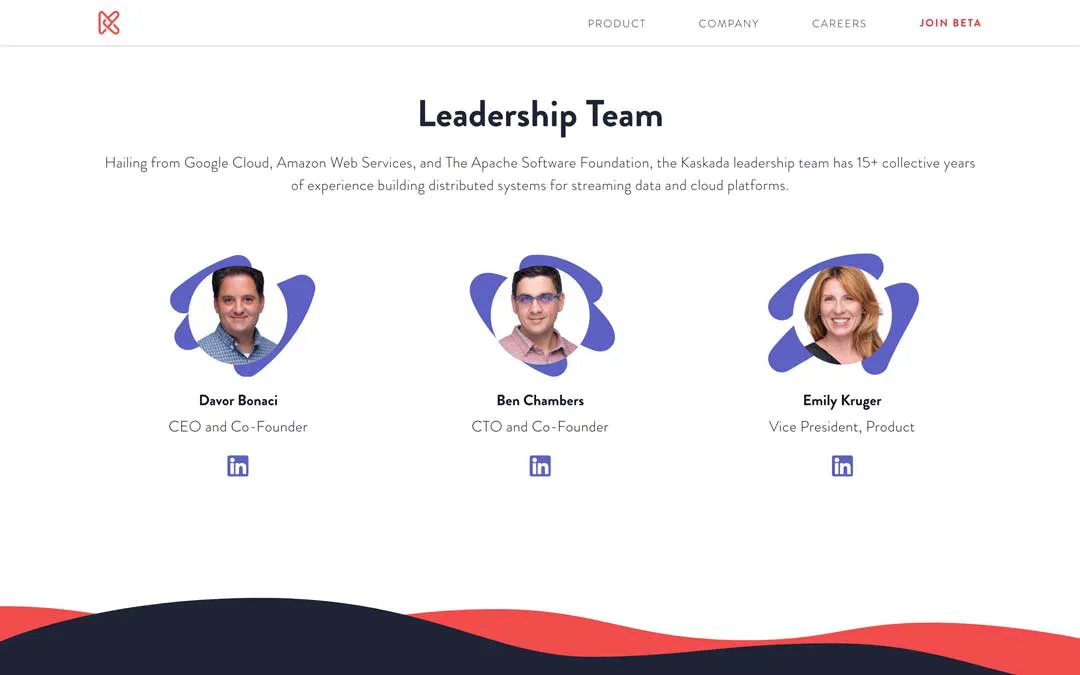 PRODUCT COMPANY CAREERS JOIN BETA
Leadership Team
Hailing from Google Cloud, Amazon Web Services, and The Apache Software Foundation, the Kaskada leadership team has 15+ collective years
of experience building distributed systems for streaming data and cloud platforms.
Davor Bonaci
CEO and Co-Founder
in
Ben Chambers
CTO and Co-Founder
in
Emily Kruger
Vice President, Product
in